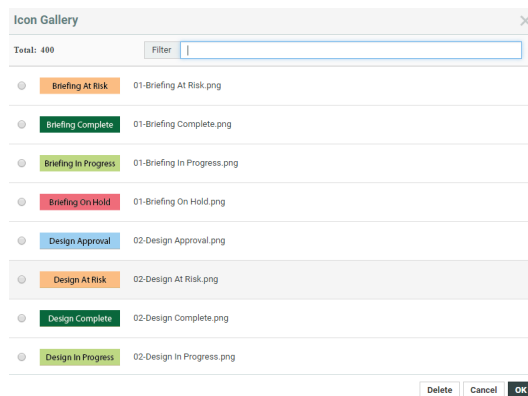 Icon Gallery
Total: 400 Filter
Briefing At Risk 01-Briefing At Risk.png
Briefing Complete 01-Briefing Complete.png
Briefing In Progress 01-Briefing In Progress.png
Briefing On Hold 01-Briefing On Hold.png
Design Approval 02-Design Approval.png
Design At Risk 02-Design At Risk.png
Design Complete 02-Design Complete.png
Design In Progress 02-Design In Progress.png
Delete Cancel OK